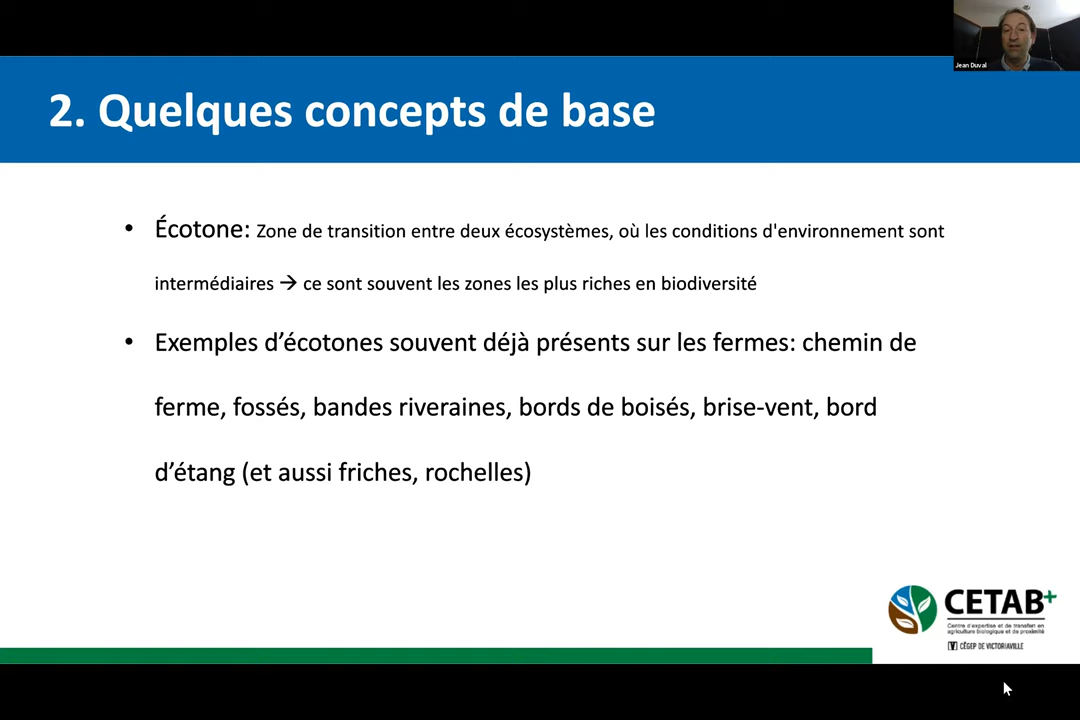 Jean Duval
2. Quelques concepts de base
• Écotone: Zone de transition entre deux écosystèmes, où les conditions d'environnement sont
intermédiaires → ce sont souvent les zones les plus riches en biodiversité
• Exemples d’écotones souvent déjà présents sur les fermes: chemin de
ferme, fossés, bandes riveraines, bords de boisés, brise-vent, bord
d’étang (et aussi friches, rochelles)
CETAB+
Centre d'expertise et de transfert en
agriculture biologique et de proximité
CÉGEP DE VICTORIAVILLE